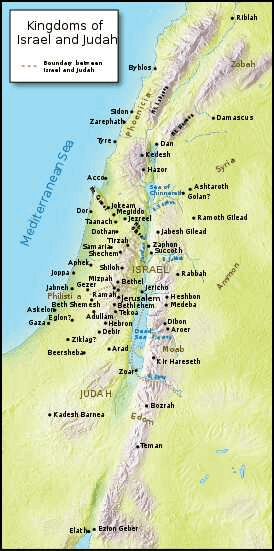 Kingdoms of
Israel and Judah
Boundary between
Israel and Judah
Riblah
Zobah
Byblos
Phoenicia
Sidon
Zarephath
Damascus
Tyre
Dan
Kedesh
Hazor
Syria
Mediterranean Sea
Acco
Sea of
Chinnereth
Ashtaroth
Golan?
Jokeam
Dor
Megiddo
Jezreel
Taanach
Ramoth Gilead
Dothan
Jabesh Gilead
Tirzah
Samaria
Zaphon
Succoth
Shechem
Aphek
Shiloh
ISRAEL
Joppa
Rabbah
Ammon
Mizpah
Bethel
Jabneh
Gezer
Jericho
Philistia
Ramah
Jerusalem
Heshbon
Beth Shemesh
Bethlehem
Medeba
Askelon
Tekoa
Adullam
Eglon?
Gaza
Hebron
Dibon
Debir
Dead
Sea
Aroer
Ziklag?
Beersheba
Arad
Moab
Kir Hareseth
Zoar
JUDAH
Bozrah
Kadesh Barnea
Edom
Teman
Elath
Ezion Geber